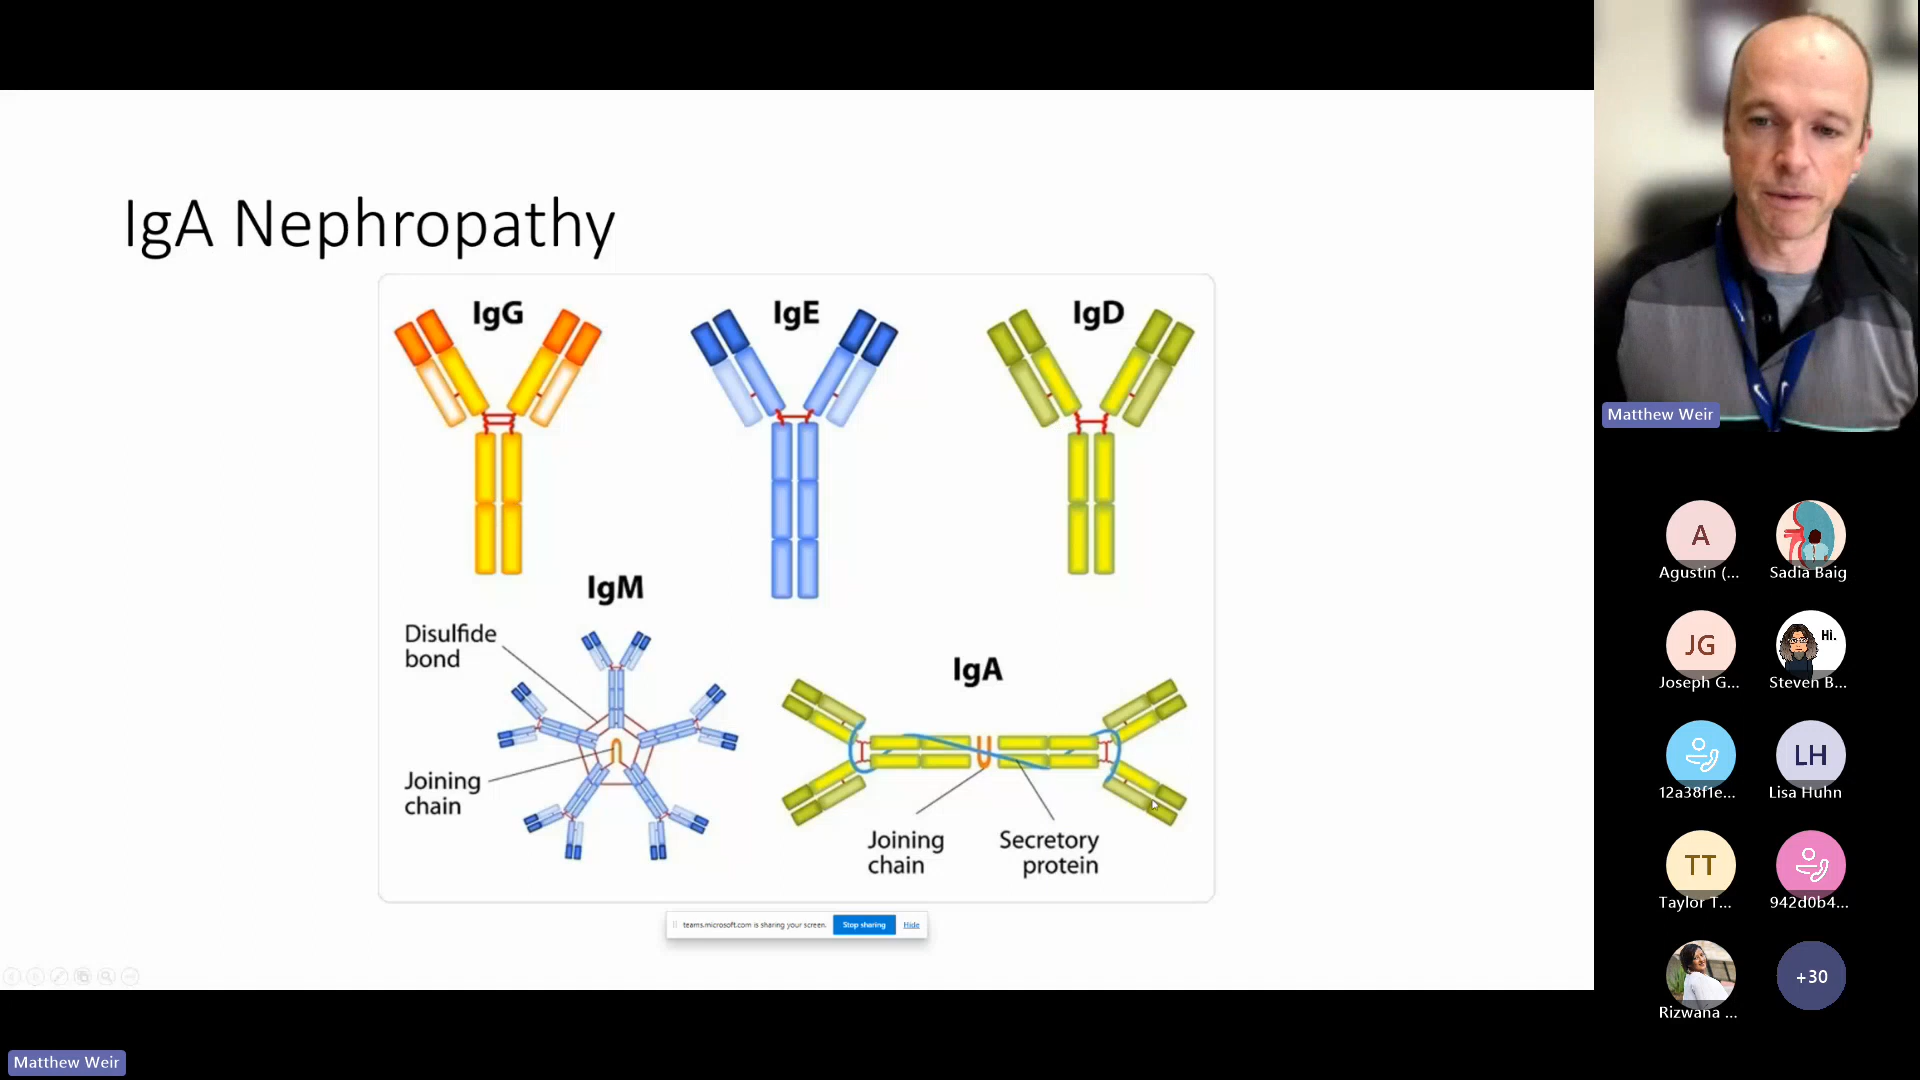 IgA Nephropathy
IgG
IgE
IgD
IgM
Disulfide
bond
Joining
chain
IgA
Joining
chain
Secretory
protein
teams.microsoft.com is sharing your screen.
Stop sharing
Hide
Matthew Weir
A
Agustin (...
Sadia Baig
JG
Joseph G...
Hi.
Steven B...
12a38f1e...
LH
Lisa Huhn
TT
Taylor T...
942d0b4...
Rizwana ...
+30
Matthew Weir